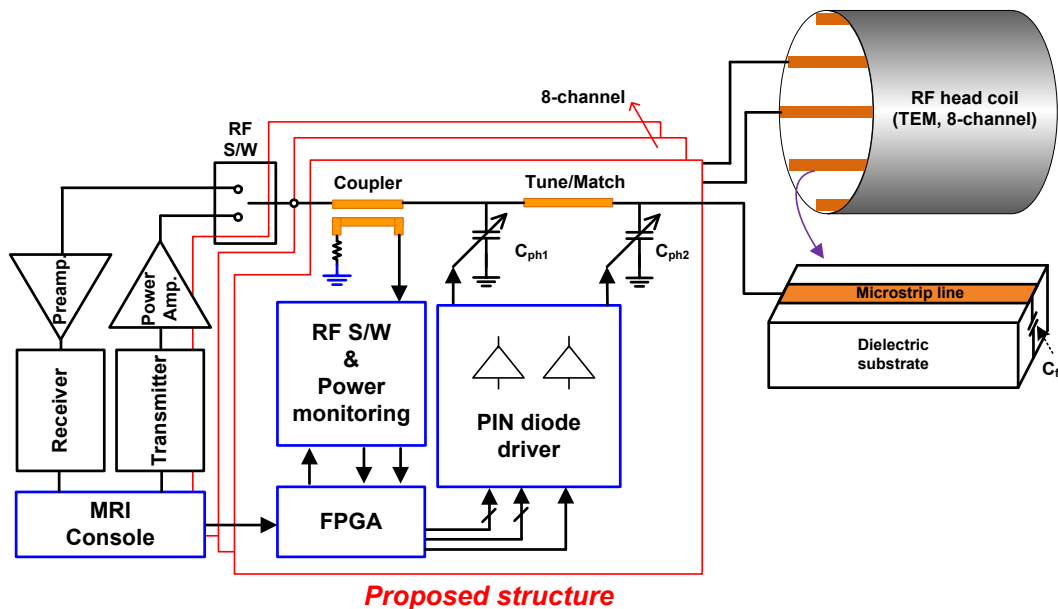 8-channel
RF
S/W
Coupler
Tune/Match
RF head coil
(TEM, 8-channel)
Cph1
Cph2
Preamp.
Power
Amp.
Microstrip line
Dielectric
substrate
Cf
RF S/W
&
Power
monitoring
PIN diode
driver
Receiver
Transmitter
MRI
Console
FPGA
Proposed structure